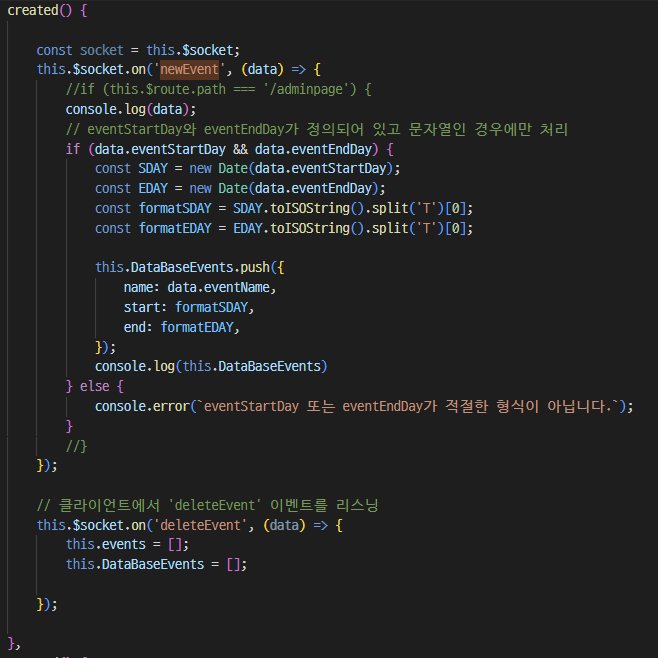 created() {
const socket = this.$socket;
this.$socket.on('newEvent', (data) => {
//if (this.$route.path === '/adminpage') {
console.log(data);
// eventStartDay와 eventEndDay가 정의되어 있고 문자열인 경우에만 처리
if (data.eventStartDay && data.eventEndDay) {
const SDAY = new Date(data.eventStartDay);
const EDAY = new Date(data.eventEndDay);
const formatSDAY = SDAY.toISOString().split('T')[0];
const formatEDAY = EDAY.toISOString().split('T')[0];
this.DataBaseEvents.push({
name: data.eventName,
start: formatSDAY,
end: formatEDAY,
});
console.log(this.DataBaseEvents)
} else {
console.error(`eventStartDay 또는 eventEndDay가 적절한 형식이 아닙니다.`);
}
//}
});
// 클라이언트에서 'deleteEvent' 이벤트를 리스닝
this.$socket.on('deleteEvent', (data) => {
this.events = [];
this.DataBaseEvents = [];
});
},